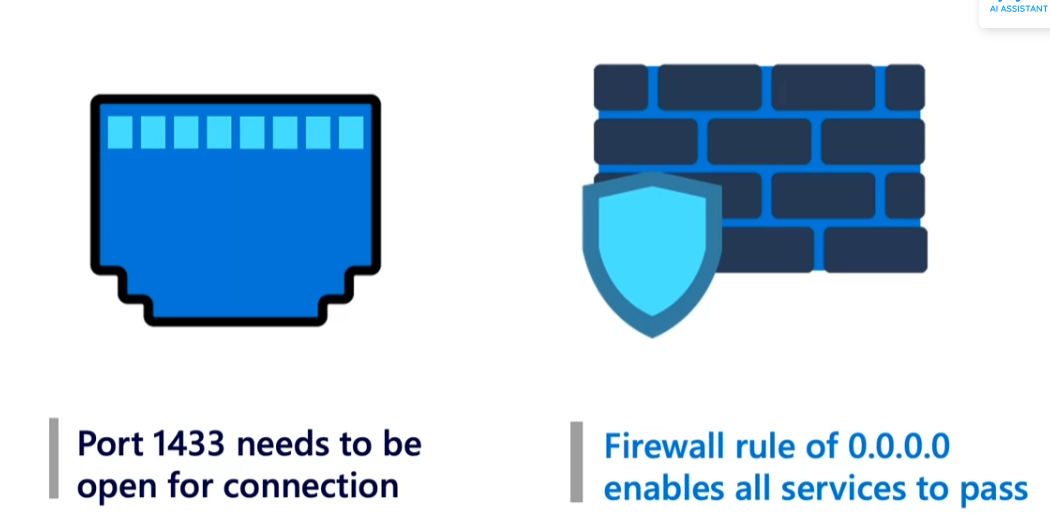 AI ASSISTANT
Port 1433 needs to be
open for connection
Firewall rule of 0.0.0.0
enables all services to pass